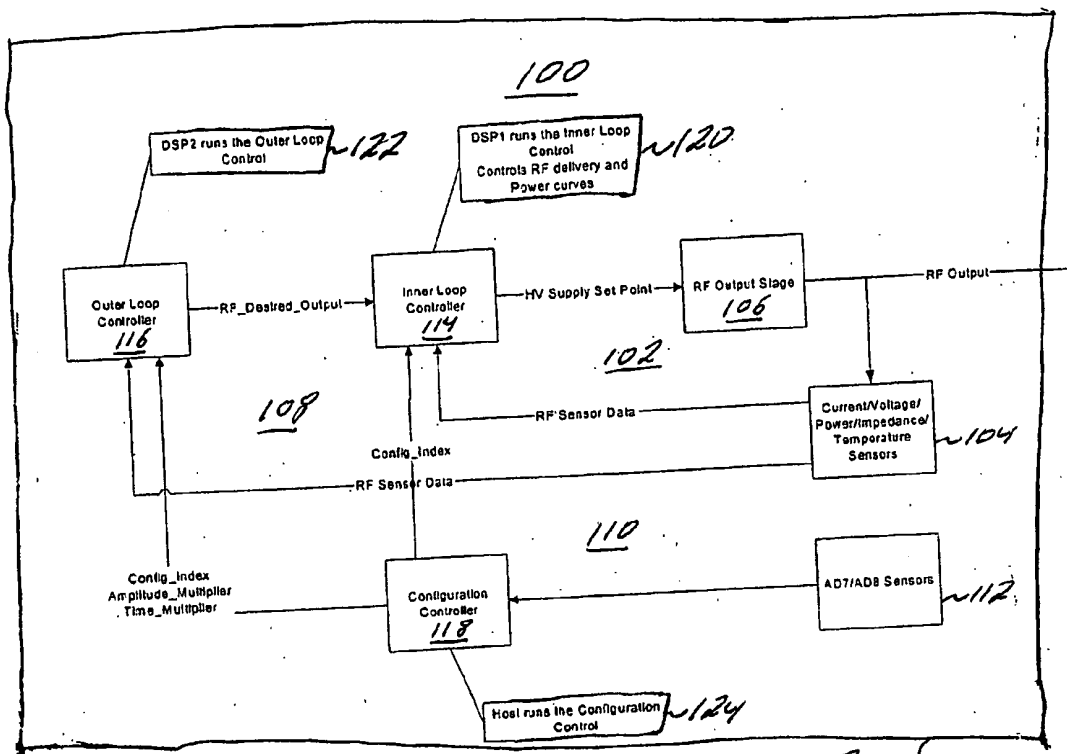 100
DSP2 runs the Outer Loop
Control
~122
DSP1 runs the Inner Loop
Control
Controls RF delivery and
Power curves
~120
Outer Loop
Controller
116
RF_Desired_Output
Inner Loop
Controller
114
HV Supply Set Point
RF Output Stage
106
RF Output
102
108
RF Sensor Data
Current/Voltage/
Power/Impedance/
Temperature
Sensors
~104
Config_Index
RF Sensor Data
110
Config_Index
Amplitude_Multiplier
Time_Multiplier
Configuration
Controller
118
AD7/AD8 Sensors
~112
Host runs the Configuration
Control
~124